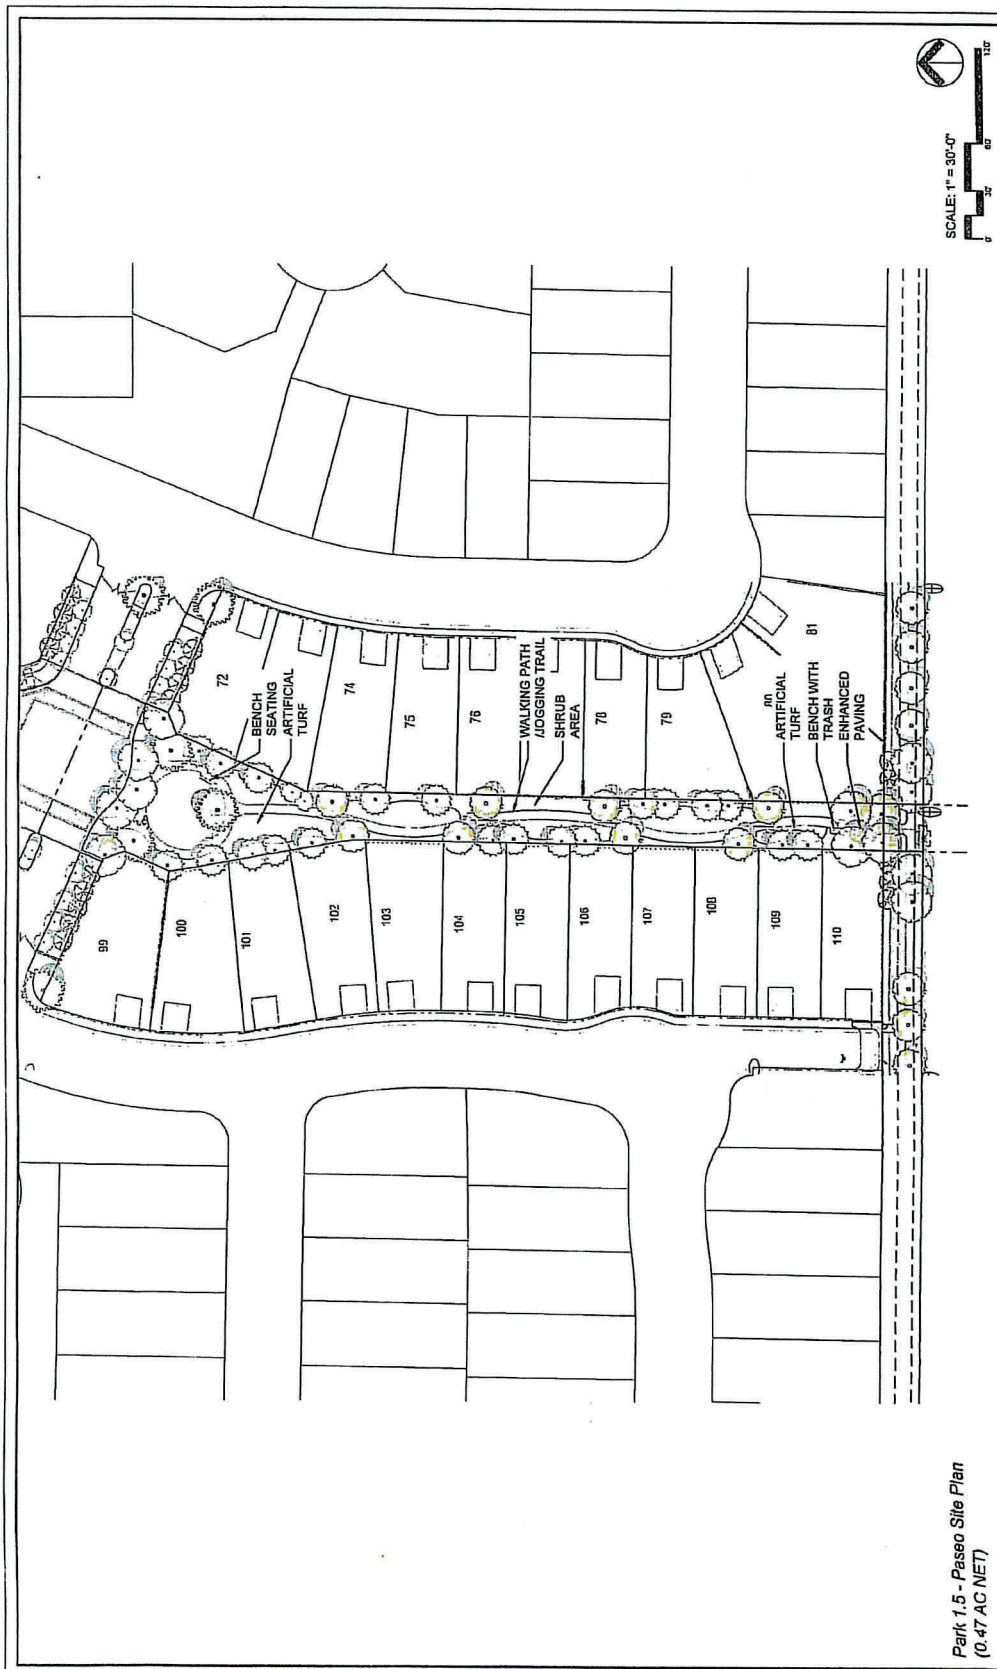 SCALE: 1" = 30'-0"
0'
30'
60'
120'
72
BENCH
SEATING
ARTIFICIAL
TURF
74
75
76
WALKING PATH
/JOGGING TRAIL
SHRUB
AREA
78
79
81
ARTIFICIAL
TURF
BENCH WITH
TRASH
ENHANCED
PAVING
99
100
101
102
103
104
105
106
107
108
109
110
Park 1.5 - Paseo Site Plan
(0.47 AC NET)